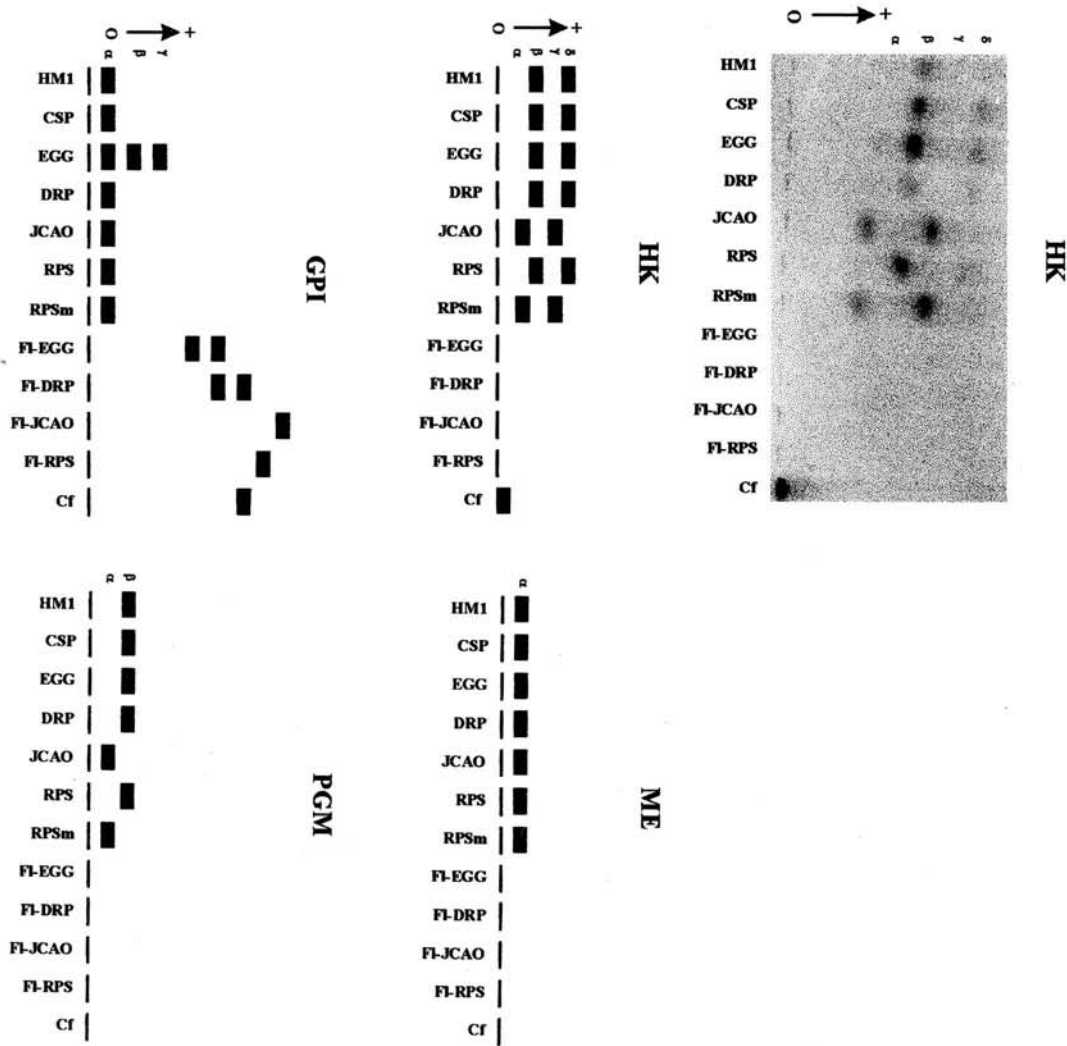 HK
O
+
α
β
γ
δ
HM1
CSP
EGG
DRP
JCAO
RPS
RPSm
Fl-EGG
Fl-DRP
Fl-JCAO
Fl-RPS
Cf
HK
O
+
α
β
γ
δ
HM1
CSP
EGG
DRP
JCAO
RPS
RPSm
Fl-EGG
Fl-DRP
Fl-JCAO
Fl-RPS
Cf
GPI
O
+
α
β
γ
HM1
CSP
EGG
DRP
JCAO
RPS
RPSm
Fl-EGG
Fl-DRP
Fl-JCAO
Fl-RPS
Cf
ME
α
HM1
CSP
EGG
DRP
JCAO
RPS
RPSm
Fl-EGG
Fl-DRP
Fl-JCAO
Fl-RPS
Cf
PGM
α
β
HM1
CSP
EGG
DRP
JCAO
RPS
RPSm
Fl-EGG
Fl-DRP
Fl-JCAO
Fl-RPS
Cf